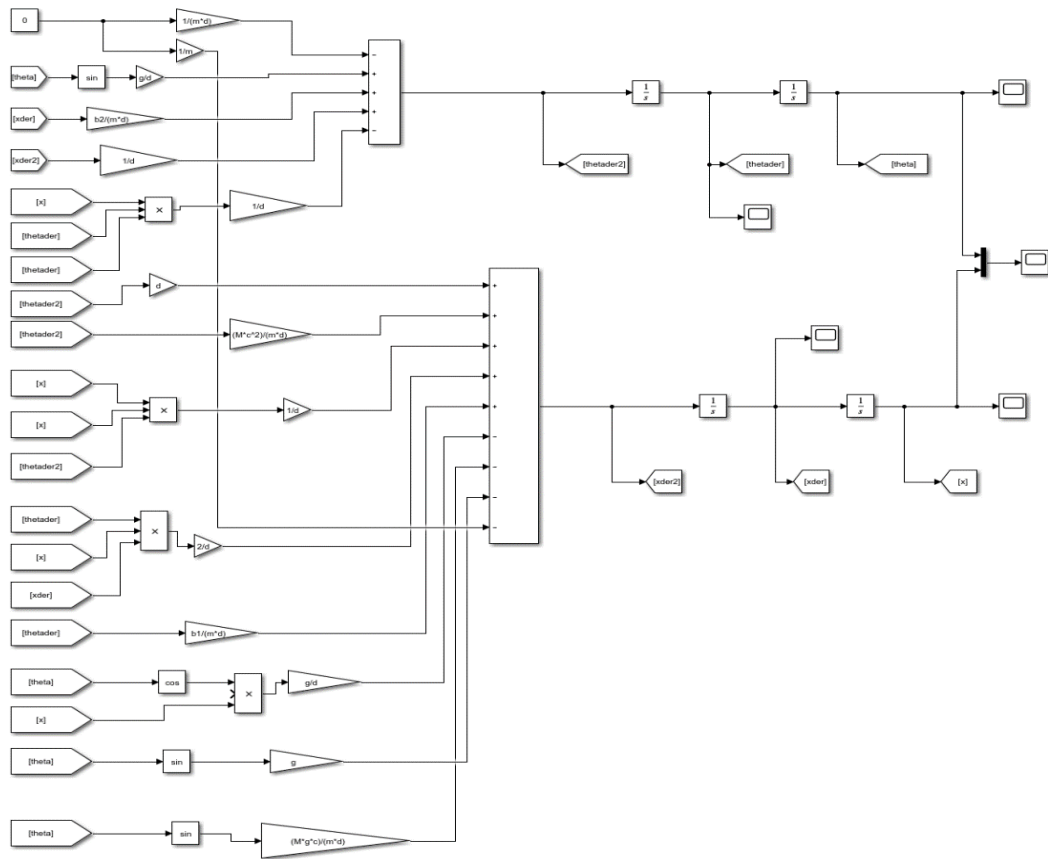 0
1/(m*d)
1/m
[theta]
sin
g/d
[xder]
b2/(m*d)
[xder2]
1/d
[x]
[thetader]
[thetader]
×
1/d
[thetader2]
d
[thetader2]
(M*c^2)/(m*d)
[x]
[x]
[thetader2]
×
1/d
[thetader]
[x]
[xder]
×
2/d
[thetader]
b1/(m*d)
[theta]
cos
[x]
×
g/d
[theta]
sin
g
[theta]
sin
(M*g*c)/(m*d)
−
+
+
+
−
1
s
1
s
[thetader2]
[thetader]
[theta]
+
+
+
+
+
−
−
−
−
1
s
1
s
[xder2]
[xder]
[x]